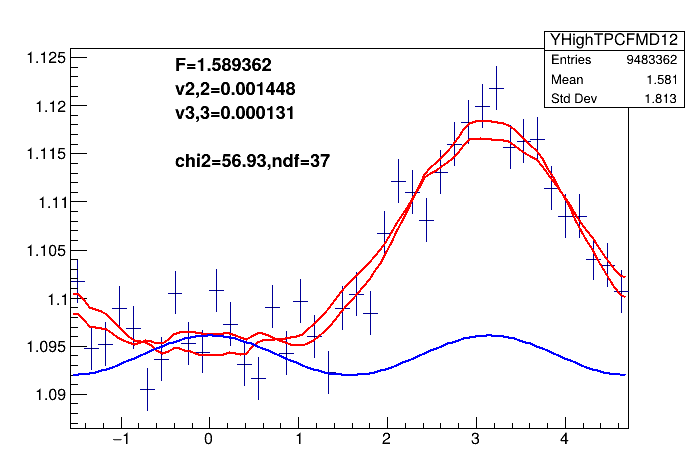 YHighTPCFMD12
Entries 9483362
Mean 1.581
Std Dev 1.813
F=1.589362
v2,2=0.001448
v3,3=0.000131
chi2=56.93,ndf=37
1.125
1.12
1.115
1.11
1.105
1.1
1.095
1.09
−1 0 1 2 3 4